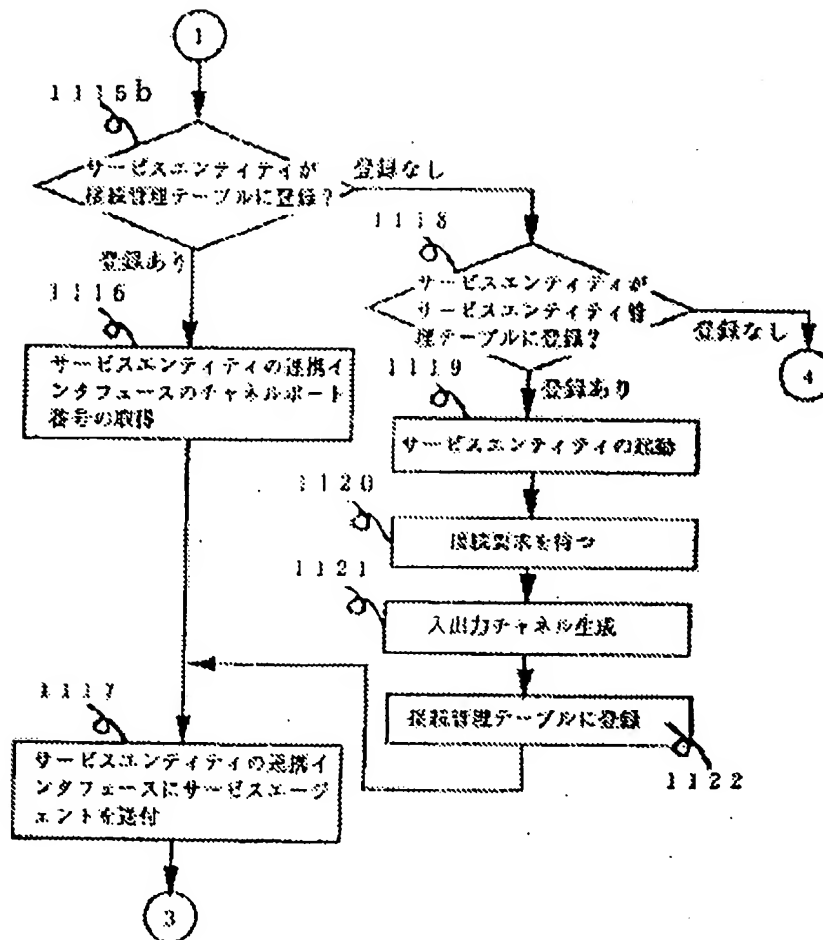 1
1115b
サービスエンティティが
接続管理テーブルに登録?
登録なし
登録あり
1118
サービスエンティティが
サービスエンティティ管
理テーブルに登録?
登録なし
4
登録あり
1116
サービスエンティティの連携イ
ンタフェースのチャネルポート
番号の取得
1119
サービスエンティティの起動
1120
接続要求を待つ
1121
入出力チャネル生成
接続管理テーブルに登録
1122
1117
サービスエンティティの連携イ
ンタフェースにサービスエージ
ェントを送付
3